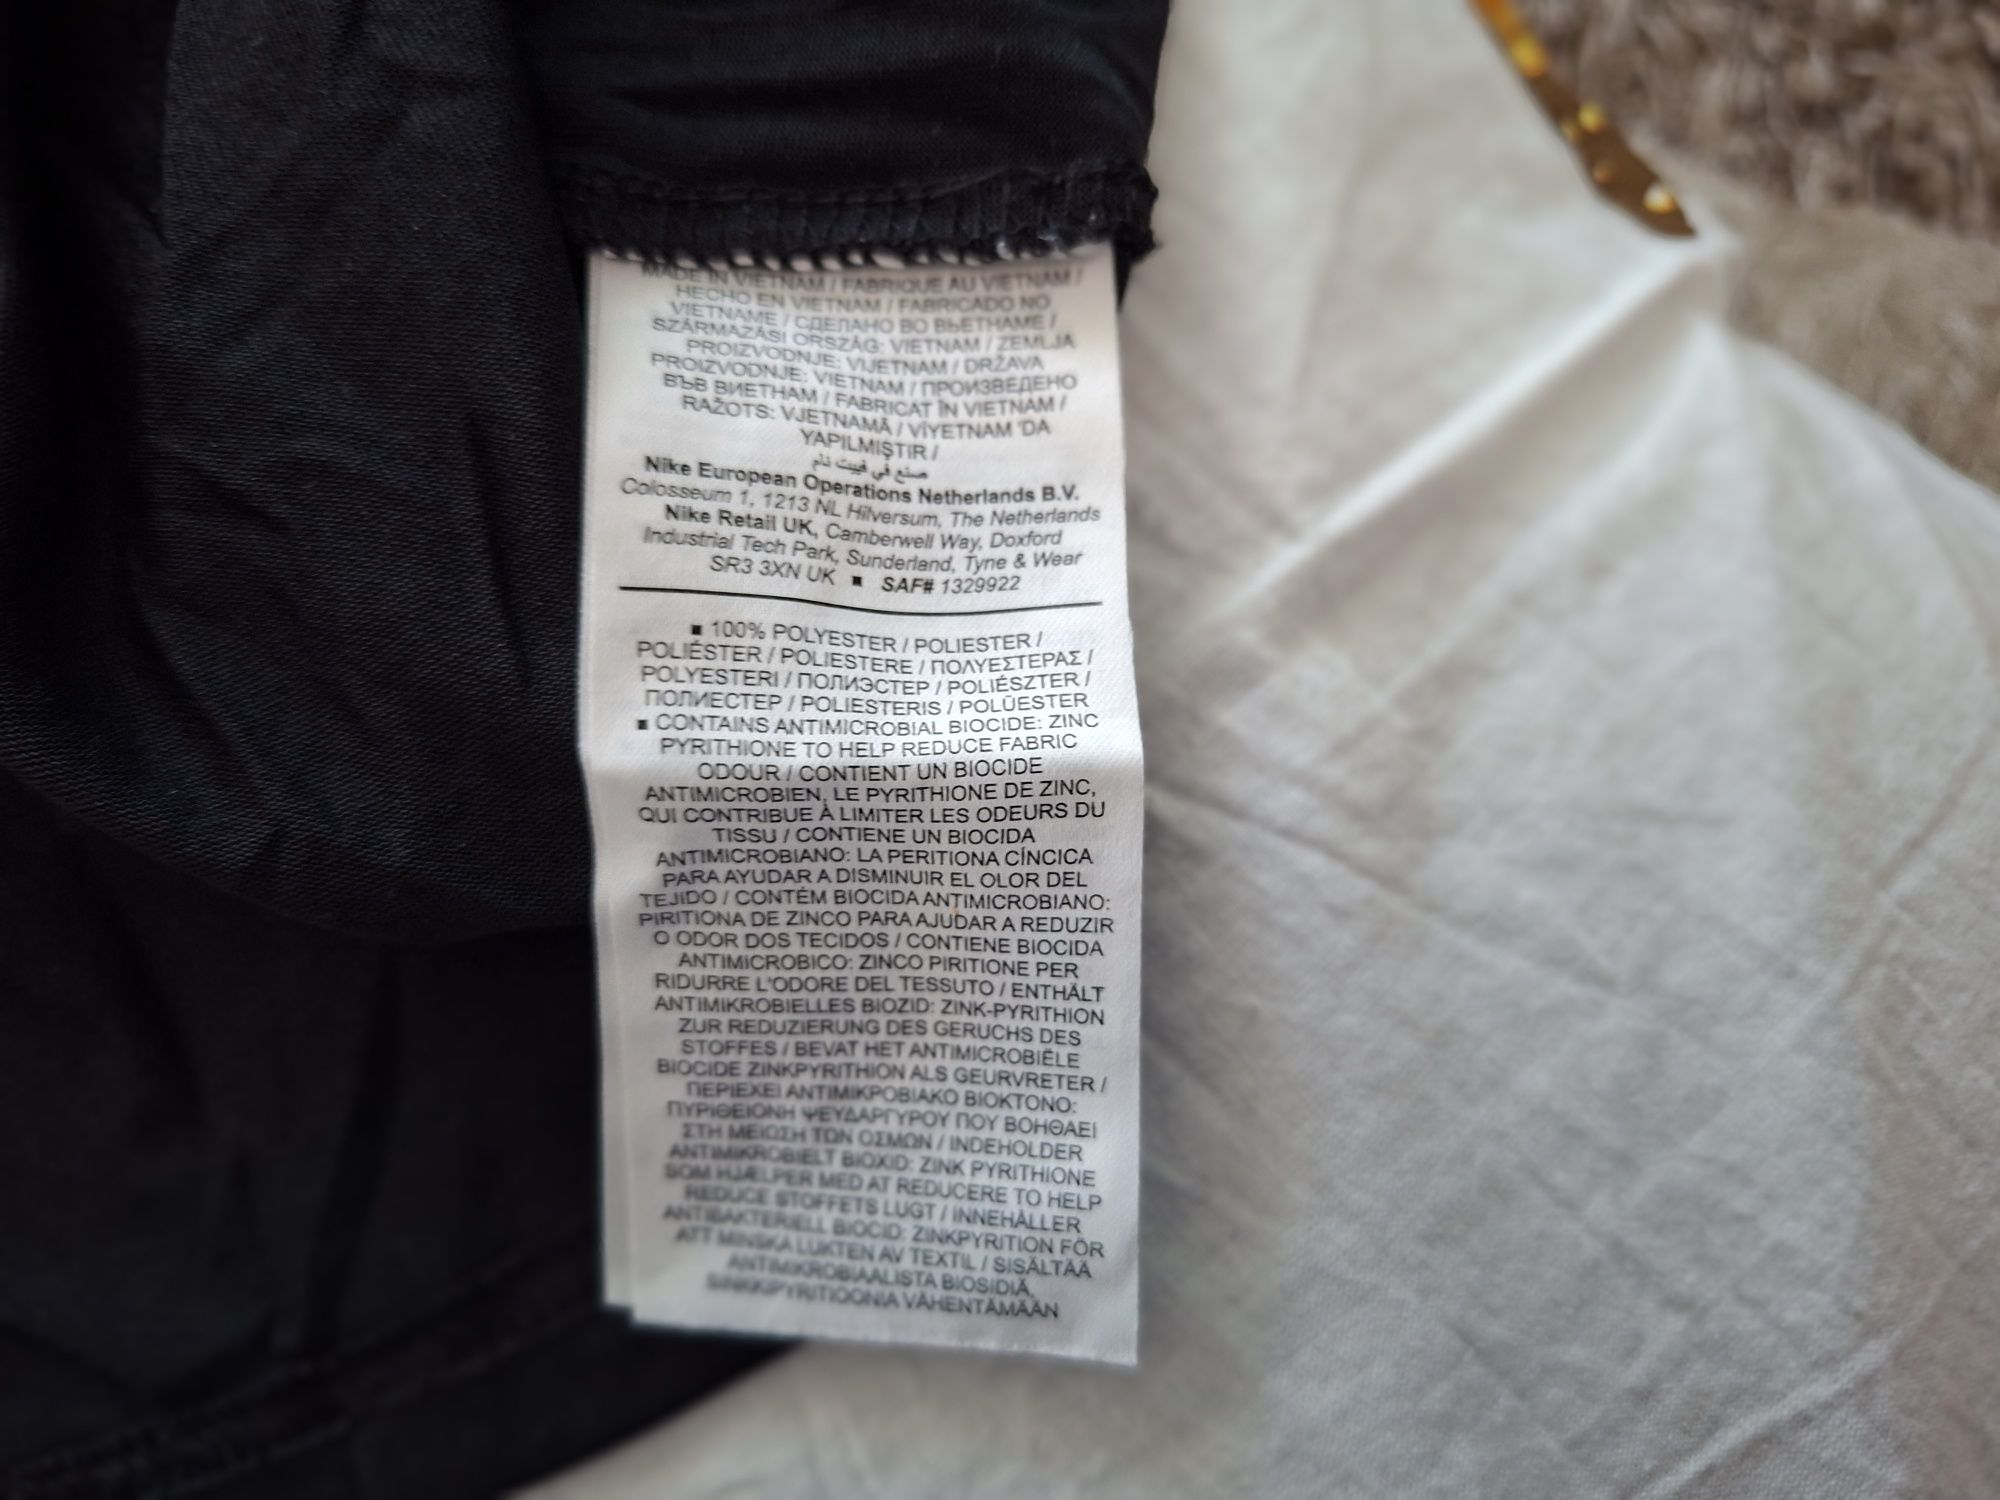 MADE IN VIETNAM / FABRIQUÉ AU VIETNAM /
HECHO EN VIETNAM / FABRICADO NO
VIETNAME / СДЕЛАНО ВО ВЬЕТНАМЕ /
SZÁRMAZÁSI ORSZÁG: VIETNAM / ZEMLJA
PROIZVODNJE: VIJETNAM / DRŽAVA
PROIZVODNJE: VIETNAM / ПРОИЗВЕДЕНО
ВЪВ ВИЕТНАМ / FABRICAT ÎN VIETNAM /
RAŽOTS: VJETNAMĀ / VİYETNAM 'DA
YAPILMIŞTIR /
صنع في فييت نام
Nike European Operations Netherlands B.V.
Colosseum 1, 1213 NL Hilversum, The Netherlands
Nike Retail UK, Camberwell Way, Doxford
Industrial Tech Park, Sunderland, Tyne & Wear
SR3 3XN UK ■ SAF# 1329922
■ 100% POLYESTER / POLIESTER /
POLIÉSTER / POLIESTERE / ΠΟΛΥΕΣΤΕΡΑΣ /
POLYESTERI / ПОЛИЭСТЕР / POLIÉSZTER /
ПОЛИЕСТЕР / POLIESTERIS / POLÜESTER
■ CONTAINS ANTIMICROBIAL BIOCIDE: ZINC
PYRITHIONE TO HELP REDUCE FABRIC
ODOUR / CONTIENT UN BIOCIDE
ANTIMICROBIEN, LE PYRITHIONE DE ZINC,
QUI CONTRIBUE À LIMITER LES ODEURS DU
TISSU / CONTIENE UN BIOCIDA
ANTIMICROBIANO: LA PERITIONA CÍNCICA
PARA AYUDAR A DISMINUIR EL OLOR DEL
TEJIDO / CONTÉM BIOCIDA ANTIMICROBIANO:
PIRITIONA DE ZINCO PARA AJUDAR A REDUZIR
O ODOR DOS TECIDOS / CONTIENE BIOCIDA
ANTIMICROBICO: ZINCO PIRITIONE PER
RIDURRE L'ODORE DEL TESSUTO / ENTHÄLT
ANTIMIKROBIELLES BIOZID: ZINK-PYRITHION
ZUR REDUZIERUNG DES GERUCHS DES
STOFFES / BEVAT HET ANTIMICROBIËLE
BIOCIDE ZINKPYRITHION ALS GEURVRETER /
ΠΕΡΙΕΧΕΙ ΑΝΤΙΜΙΚΡΟΒΙΑΚΟ ΒΙΟΚΤΟΝΟ:
ΠΥΡΙΘΕΙΟΝΗ ΨΕΥΔΑΡΓΥΡΟΥ ΠΟΥ ΒΟΗΘΑΕΙ
ΣΤΗ ΜΕΙΩΣΗ ΤΩΝ ΟΣΜΩΝ / INDEHOLDER
ANTIMIKROBIELT BIOXID: ZINK PYRITHIONE
SOM HJÆLPER MED AT REDUCERE TO HELP
REDUCE STOFFETS LUGT / INNEHÅLLER
ANTIBAKTERIELL BIOCID: ZINKPYRITION FÖR
ATT MINSKA LUKTEN AV TEXTIL / SISÄLTÄÄ
ANTIMIKROBIAALISTA BIOSIDIÄ,
SINKKIPYRITIOONIA VÄHENTÄMÄÄN